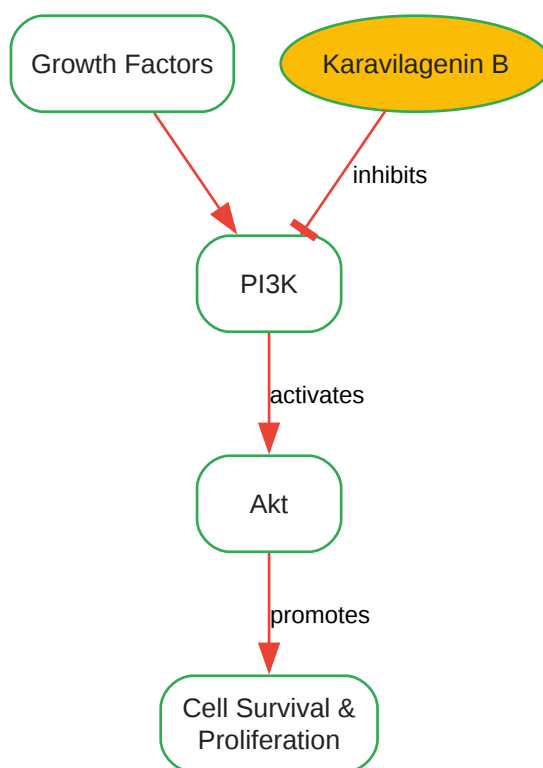 Growth Factors
Karavilagenin B
inhibits
PI3K
activates
Akt
promotes
Cell Survival &
Proliferation